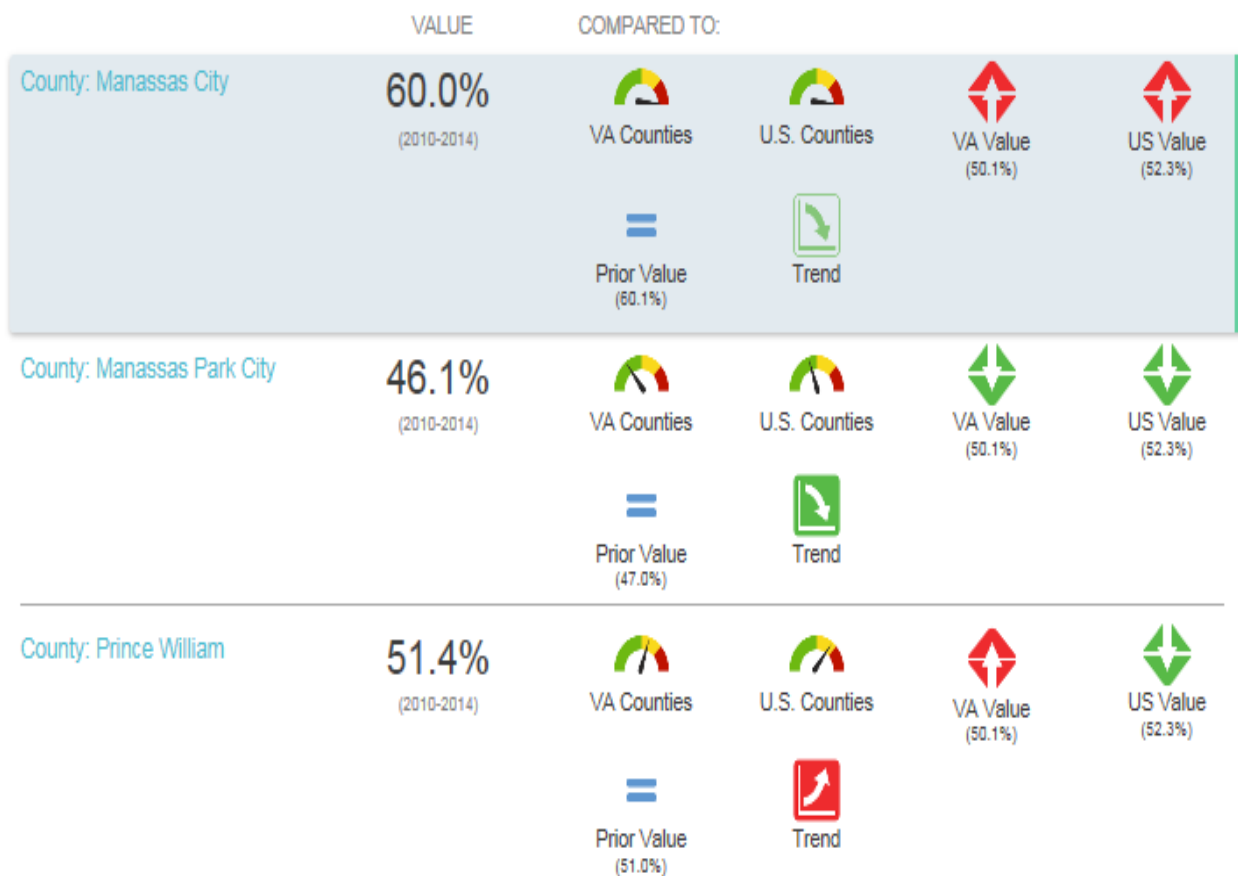 VALUE COMPARED TO:
County: Manassas City
60.0%
(2010-2014)
VA Counties
U.S. Counties
VA Value
(50.1%)
US Value
(52.3%)
Prior Value
(60.1%)
Trend
County: Manassas Park City
46.1%
(2010-2014)
VA Counties
U.S. Counties
VA Value
(50.1%)
US Value
(52.3%)
Prior Value
(47.0%)
Trend
County: Prince William
51.4%
(2010-2014)
VA Counties
U.S. Counties
VA Value
(50.1%)
US Value
(52.3%)
Prior Value
(51.0%)
Trend